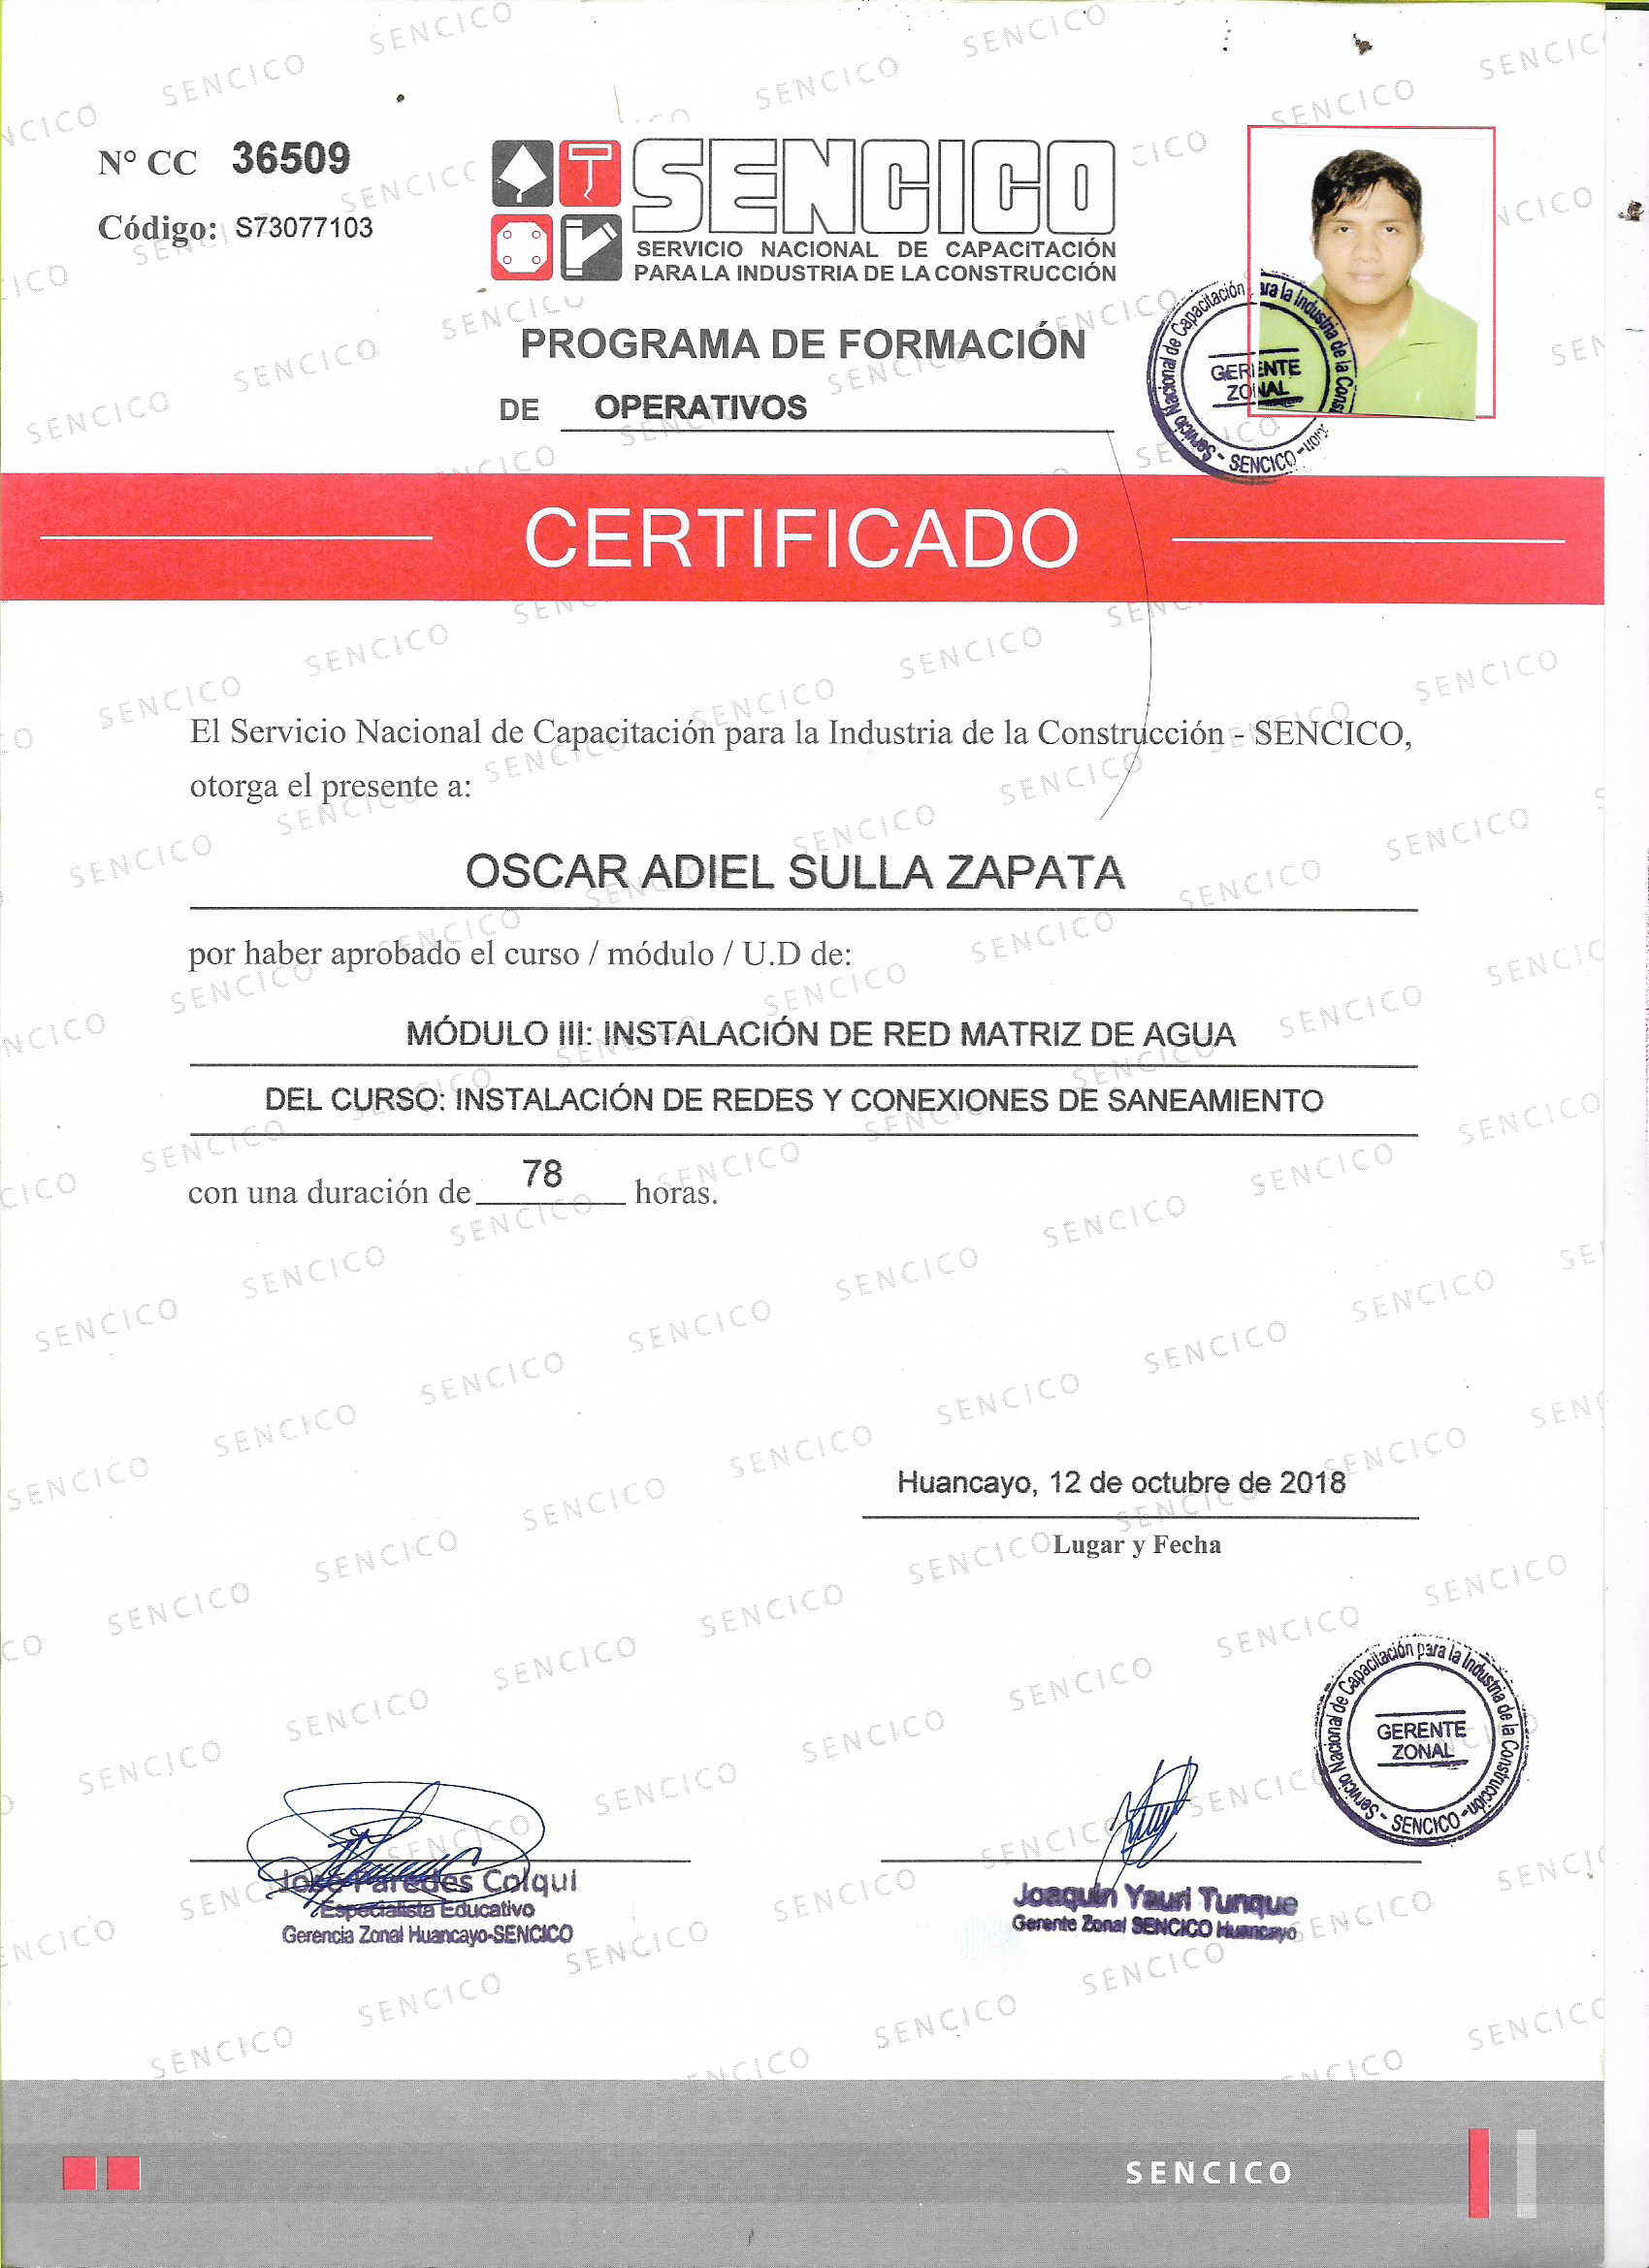 N° CC 36509
Código: S73077103
SENCICO
SERVICIO NACIONAL DE CAPACITACIÓN
PARA LA INDUSTRIA DE LA CONSTRUCCIÓN
PROGRAMA DE FORMACIÓN
DE OPERATIVOS
Servicio Nacional de Capacitación para la Industria de la
- SENCICO -
GERENTE
ZONAL
CERTIFICADO
El Servicio Nacional de Capacitación para la Industria de la Construcción - SENCICO,
otorga el presente a:
OSCAR ADIEL SULLA ZAPATA
por haber aprobado el curso / módulo / U.D de:
MÓDULO III: INSTALACIÓN DE RED MATRIZ DE AGUA
DEL CURSO: INSTALACIÓN DE REDES Y CONEXIONES DE SANEAMIENTO
con una duración de 78 horas.
Huancayo, 12 de octubre de 2018
Lugar y Fecha
Servicio Nacional de Capacitación para la Industria de la Construcción
- SENCICO -
GERENTE
ZONAL
José Paredes Colqui
Especialista Educativo
Gerencia Zonal Huancayo-SENCICO
Joaquín Yauri Tunque
Gerente Zonal SENCICO Huancayo
SENCICO